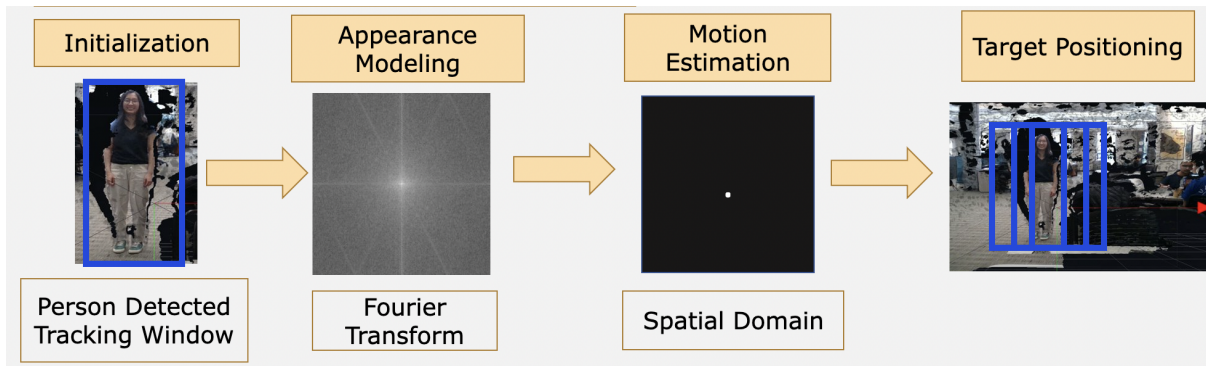 Initialization
Appearance
Modeling
Motion
Estimation
Target Positioning
Person Detected
Tracking Window
Fourier
Transform
Spatial Domain